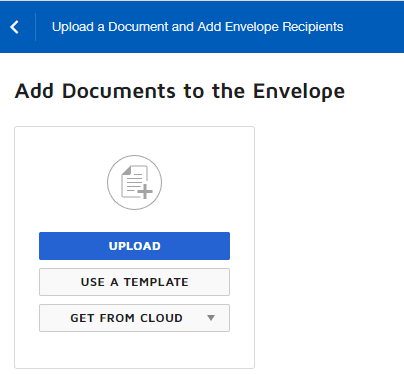 Upload a Document and Add Envelope Recipients
Add Documents to the Envelope
UPLOAD
USE A TEMPLATE
GET FROM CLOUD